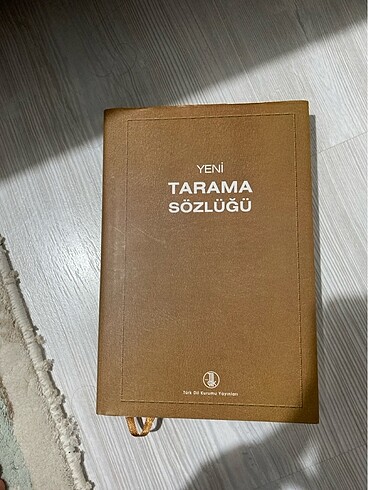 YENİ
TARAMA
SÖZLÜĞÜ
Türk Dil Kurumu Yayınları